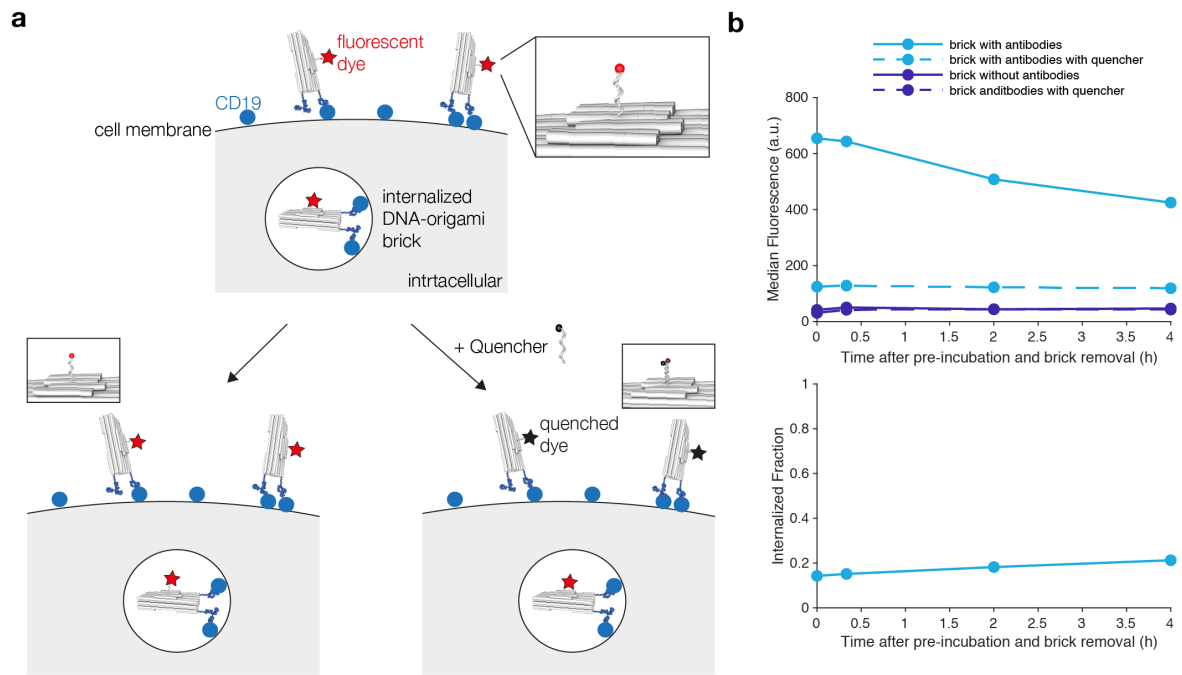 a
fluorescent
dye
CD19
cell membrane
internalized
DNA-origami
brick
intrtacellular
+ Quencher
quenched
dye
b
brick with antibodies
brick with antibodies with quencher
brick without antibodies
brick anditbodies with quencher
800
600
400
200
0
Median Fluorescence (a.u.)
0 0.5 1 1.5 2 2.5 3 3.5 4
Time after pre-incubation and brick removal (h)
1
0.8
0.6
0.4
0.2
0
Internalized Fraction
0 0.5 1 1.5 2 2.5 3 3.5 4
Time after pre-incubation and brick removal (h)